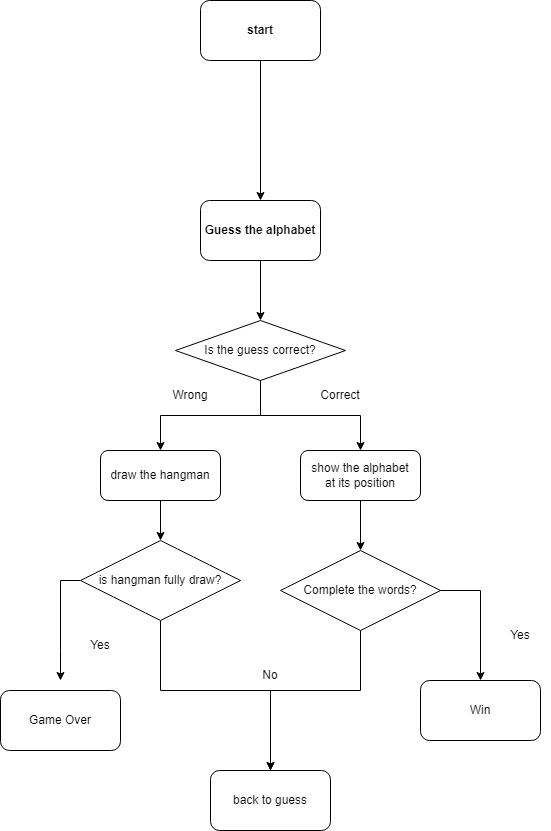 start
Guess the alphabet
Is the guess correct?
Wrong
Correct
draw the hangman
show the alphabet
at its position
is hangman fully draw?
Complete the words?
Yes
Yes
No
Game Over
Win
back to guess